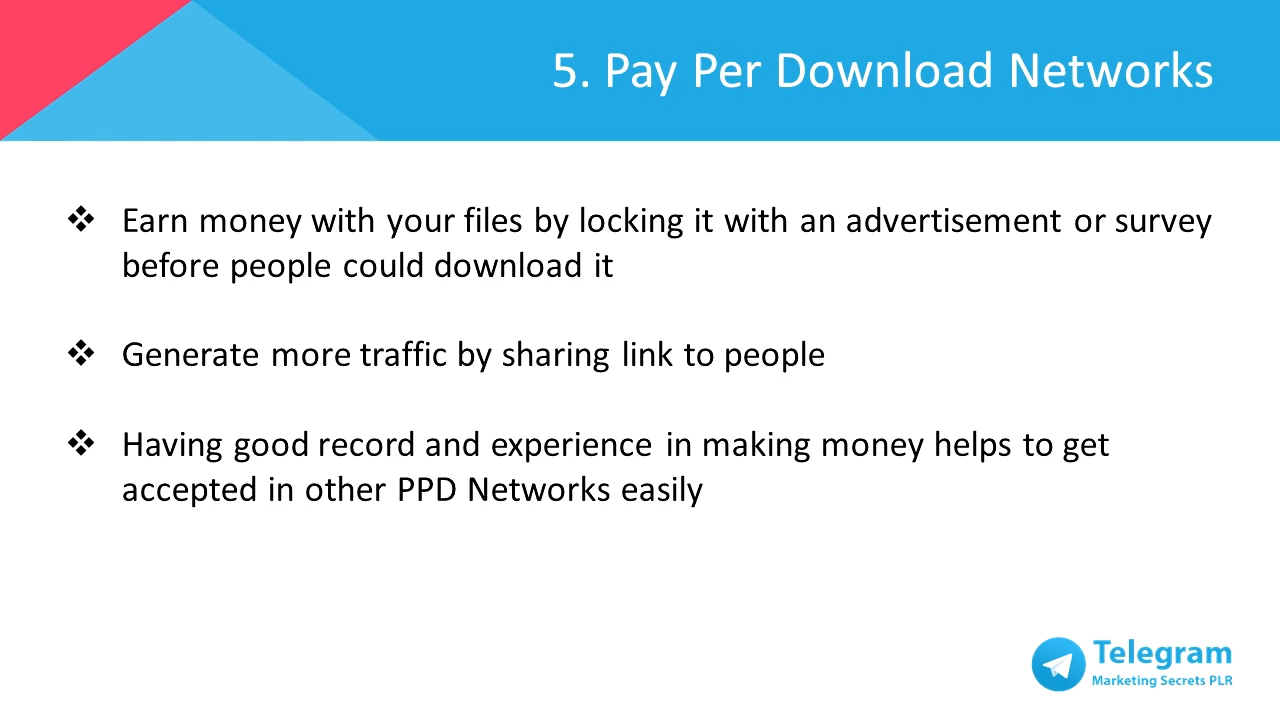 5. Pay Per Download Networks
❖ Earn money with your files by locking it with an advertisement or survey
before people could download it
❖ Generate more traffic by sharing link to people
❖ Having good record and experience in making money helps to get
accepted in other PPD Networks easily
Telegram
Marketing Secrets PLR